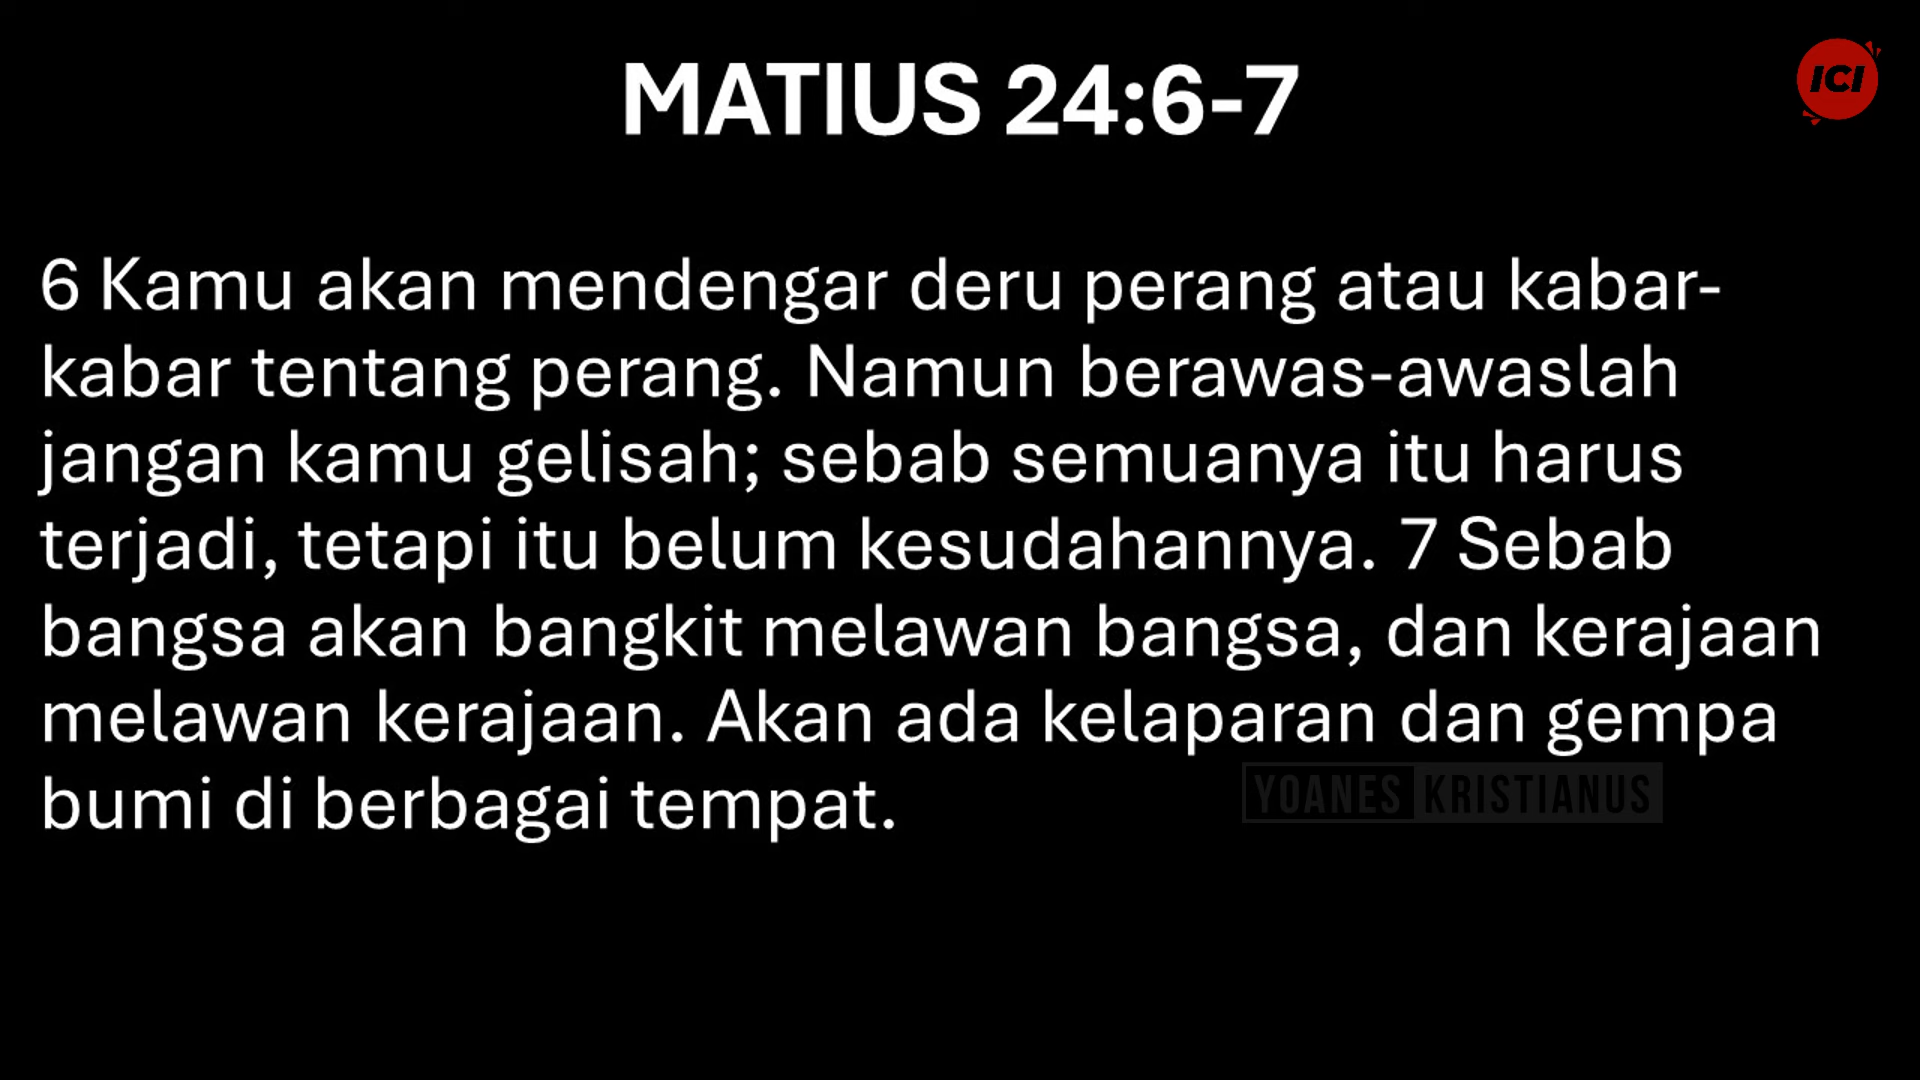 MATIUS 24:6-7
ICI
6 Kamu akan mendengar deru perang atau kabar-
kabar tentang perang. Namun berawas-awaslah
jangan kamu gelisah; sebab semuanya itu harus
terjadi, tetapi itu belum kesudahannya. 7 Sebab
bangsa akan bangkit melawan bangsa, dan kerajaan
melawan kerajaan. Akan ada kelaparan dan gempa
bumi di berbagai tempat.
YOANES KRISTIANUS